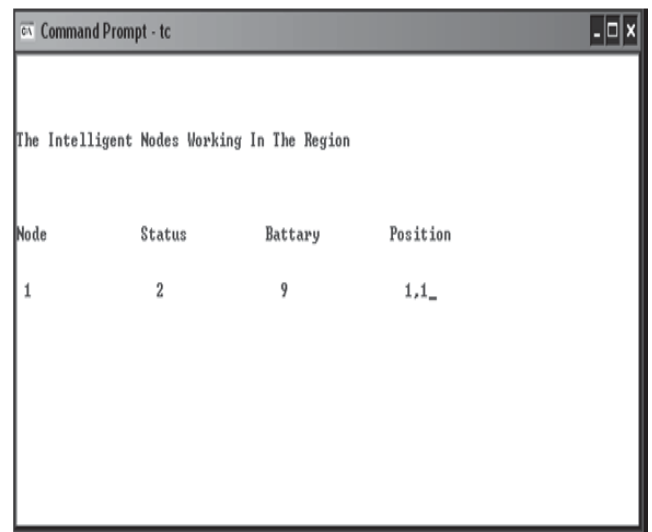 Command Prompt - tc
The Intelligent Nodes Working In The Region
Node Status Battary Position
1 2 9 1,1_